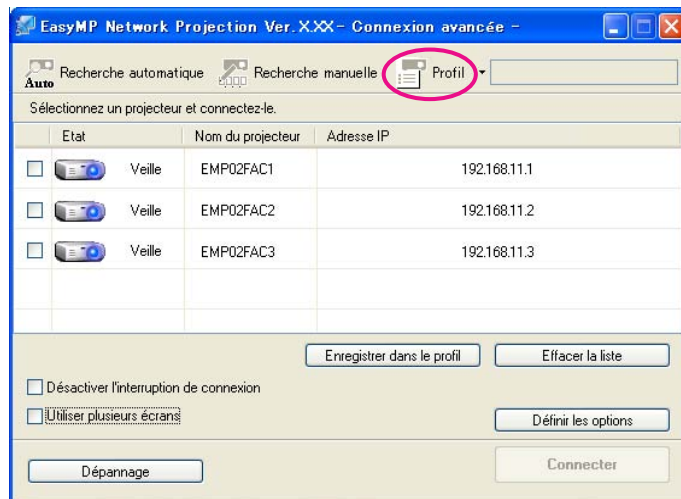 EasyMP Network Projection Ver.X.XX - Connexion avancée -
Auto Recherche automatique Recherche manuelle Profil
Sélectionnez un projecteur et connectez-le.
Etat Nom du projecteur Adresse IP
Veille EMP02FAC1 192.168.11.1
Veille EMP02FAC2 192.168.11.2
Veille EMP02FAC3 192.168.11.3
Enregistrer dans le profil Effacer la liste
Désactiver l'interruption de connexion
Utiliser plusieurs écrans
Définir les options
Dépannage Connecter